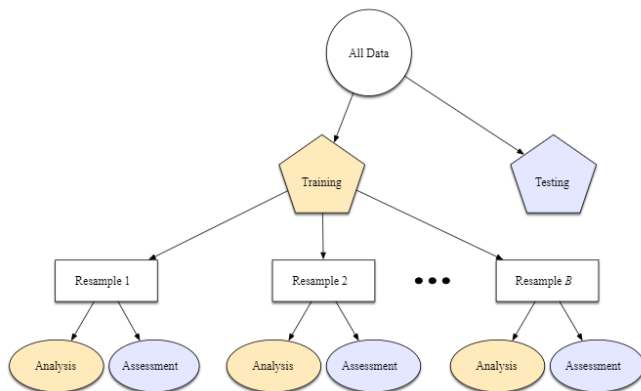 All Data
Training
Testing
Resample 1
Resample 2
Resample B
Analysis
Assessment
Analysis
Assessment
Analysis
Assessment